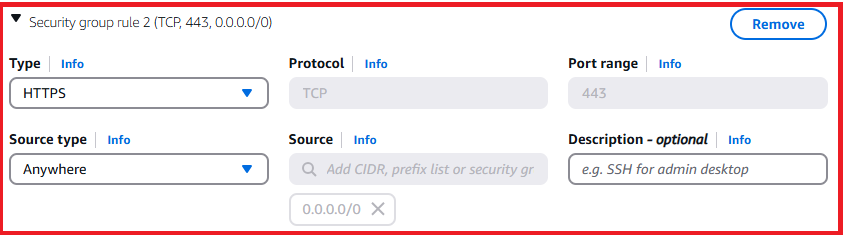 Security group rule 2 (TCP, 443, 0.0.0.0/0)
Remove
Type Info Protocol Info Port range Info
HTTPS TCP 443
Source type Info Source Info Description - optional Info
Anywhere Add CIDR, prefix list or security gr e.g. SSH for admin desktop
0.0.0.0/0